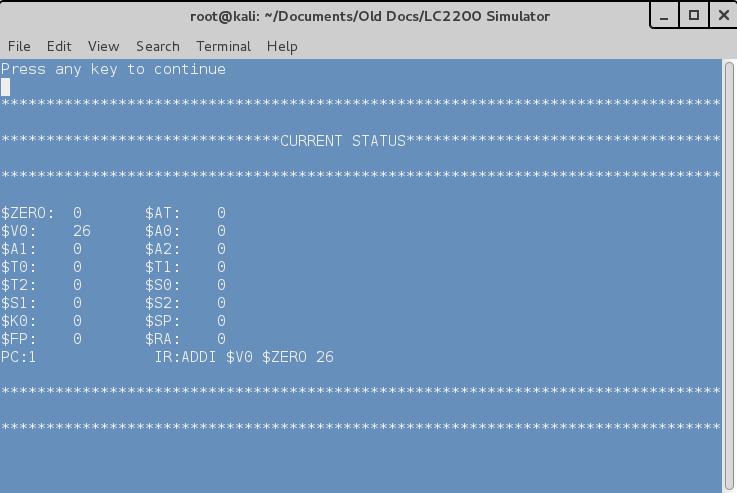 root@kali: ~/Documents/Old Docs/LC2200 Simulator
File Edit View Search Terminal Help
Press any key to continue
********************************************************************************
*******************************CURRENT STATUS***********************************
********************************************************************************
$ZERO: 0 $AT: 0
$V0: 26 $A0: 0
$A1: 0 $A2: 0
$T0: 0 $T1: 0
$T2: 0 $S0: 0
$S1: 0 $S2: 0
$K0: 0 $SP: 0
$FP: 0 $RA: 0
PC:1 IR:ADDI $V0 $ZERO 26
********************************************************************************
********************************************************************************